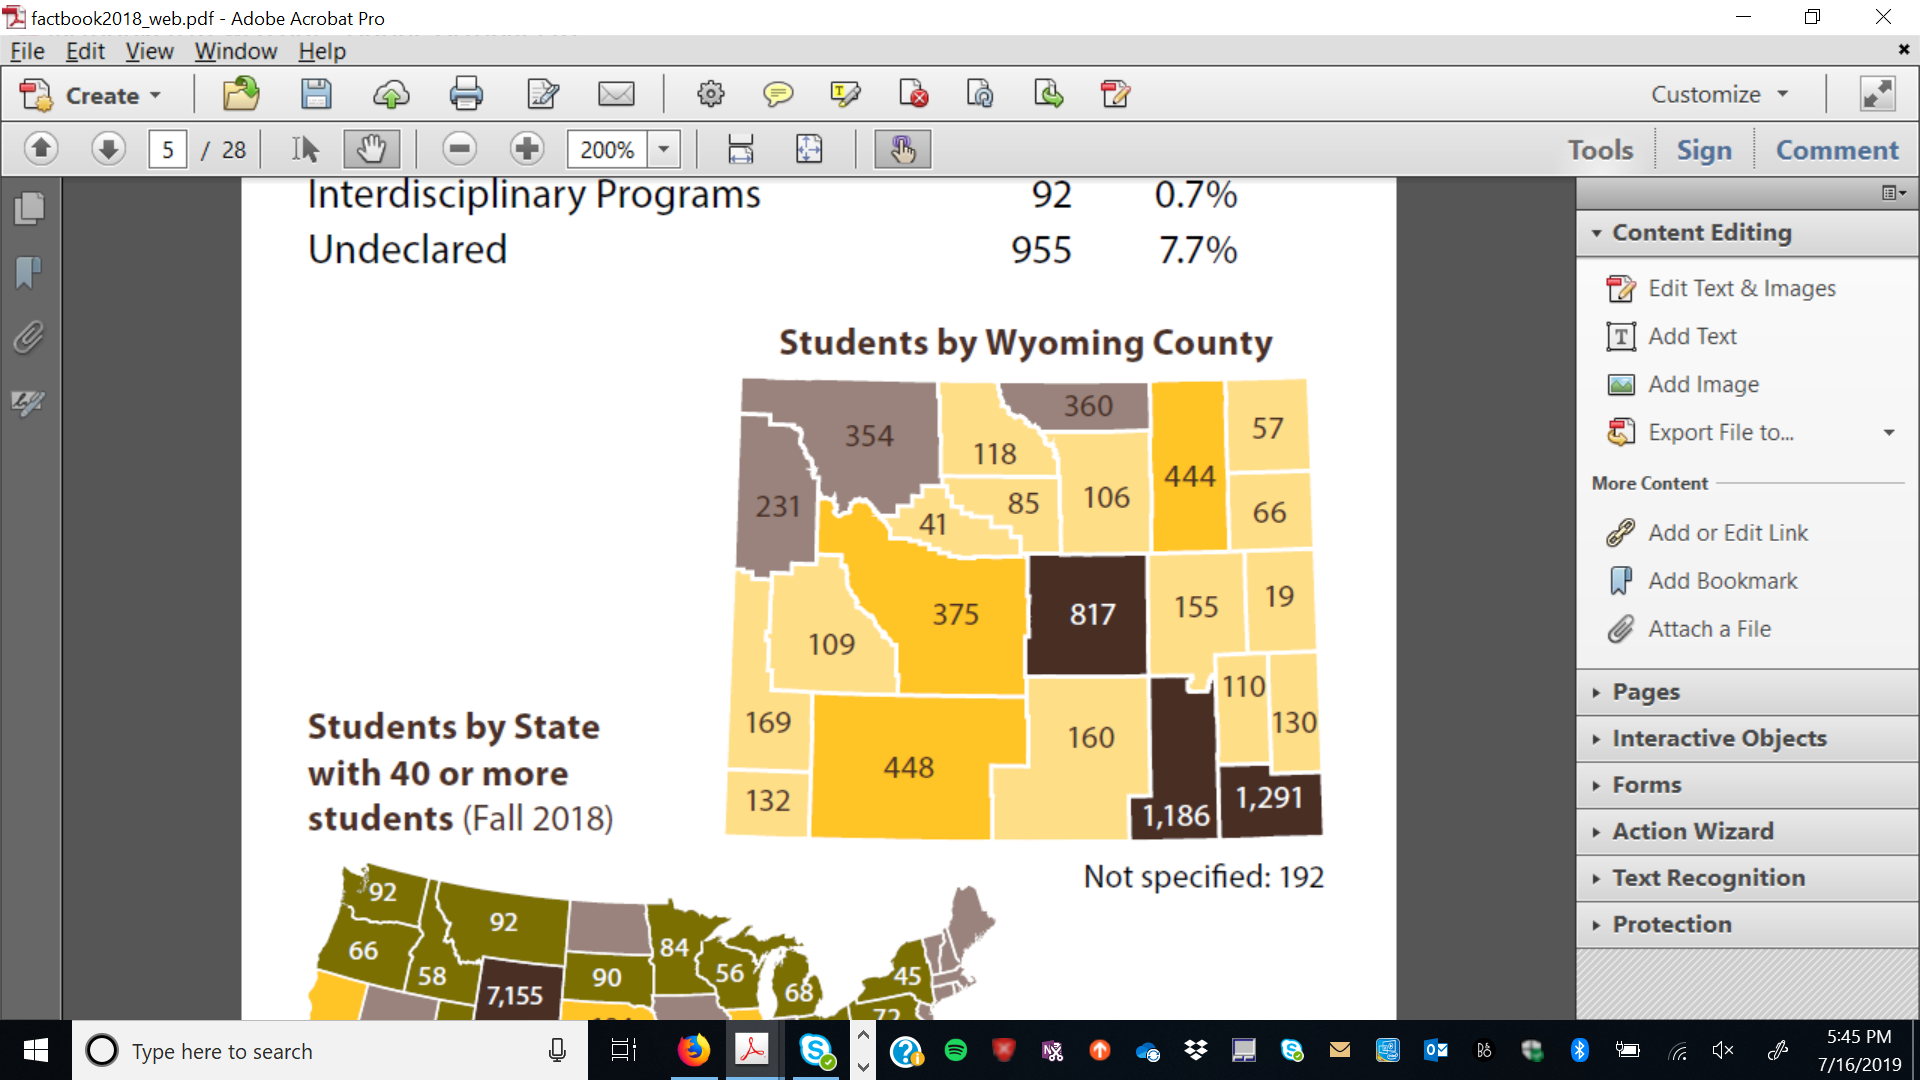 factbook2018_web.pdf - Adobe Acrobat Pro
File Edit View Window Help
Create
Customize
5 / 28
200%
Tools Sign Comment
Interdisciplinary Programs 92 0.7%
Undeclared 955 7.7%
Students by Wyoming County
360
57
354
118
444
106
85
231
66
41
19
155
375
817
109
110
169
130
160
448
132
1,291
1,186
Not specified: 192
Students by State
with 40 or more
students (Fall 2018)
92
92
66
84
58
90
56
45
7,155
68
72
Content Editing
Edit Text & Images
Add Text
Add Image
Export File to...
More Content
Add or Edit Link
Add Bookmark
Attach a File
Pages
Interactive Objects
Forms
Action Wizard
Text Recognition
Protection
Type here to search
5:45 PM
7/16/2019